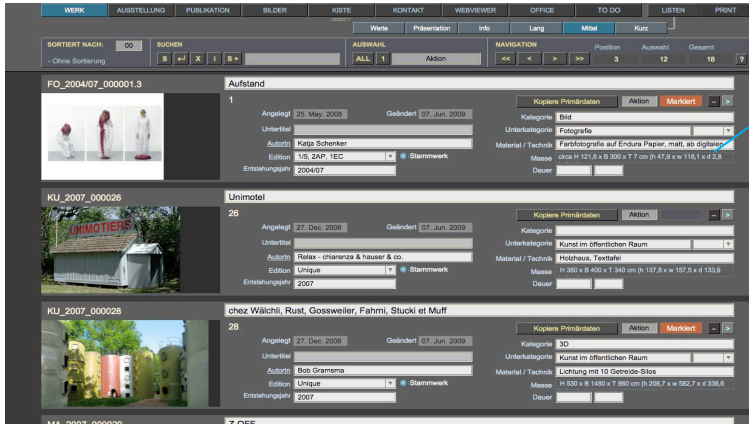 WERK AUSSTELLUNG PUBLIKATION BILDER KISTE KONTAKT WEBVIEWER OFFICE TO DO LISTEN PRINT
Werte Präsentation Info Lang Mittel Kurz
SORTIERT NACH: 00 SUCHEN AUSWAHL NAVIGATION Position Auswahl Gesamt
- Ohne Sortierung S X i S+ ALL 1 Aktion << < > >> 3 12 18 ?
FO_2004/07_000001.3 Aufstand
1 Kopiere Primärdaten Aktion Markiert - >
Angelegt 25. May. 2008 Geändert 07. Jun. 2009 Kategorie Bild
Untertitel Unterkategorie Fotografie
AutorIn Katja Schenker Material / Technik Farbfotografie auf Endura Papier, matt, ab digitalen
Edition 1/5, 2AP, 1EC Stammwerk Masse circa H 121,6 x B 300 x T 7 cm (h 47,9 x w 118,1 x d 2,8
Entstehungsjahr 2004/07 Dauer
KU_2007_000026 Unimotel
26 Kopiere Primärdaten Aktion - >
Angelegt 27. Dec. 2008 Geändert 07. Jun. 2009 Kategorie
Untertitel Unterkategorie Kunst im öffentlichen Raum
UNIMOTIERS
AutorIn Relax - chiarenza & hauser & co. Material / Technik Holzhaus, Texttafel
Edition Unique Stammwerk Masse H 350 x B 400 x T 340 cm (h 137,8 x w 157,5 x d 133,9
Entstehungsjahr 2007 Dauer
KU_2007_000028 chez Wälchli, Rust, Gossweiler, Fahrni, Stucki et Muff
28 Kopiere Primärdaten Aktion Markiert - >
Angelegt 27. Dec. 2008 Geändert 07. Jun. 2009 Kategorie 3D
Untertitel Unterkategorie Kunst im öffentlichen Raum
AutorIn Bob Gramsma Material / Technik Lichtung mit 10 Getreide-Silos
Edition Unique Stammwerk Masse H 530 x B 1480 x T 860 cm (h 208,7 x w 582,7 x d 338,6
Entstehungsjahr 2007 Dauer